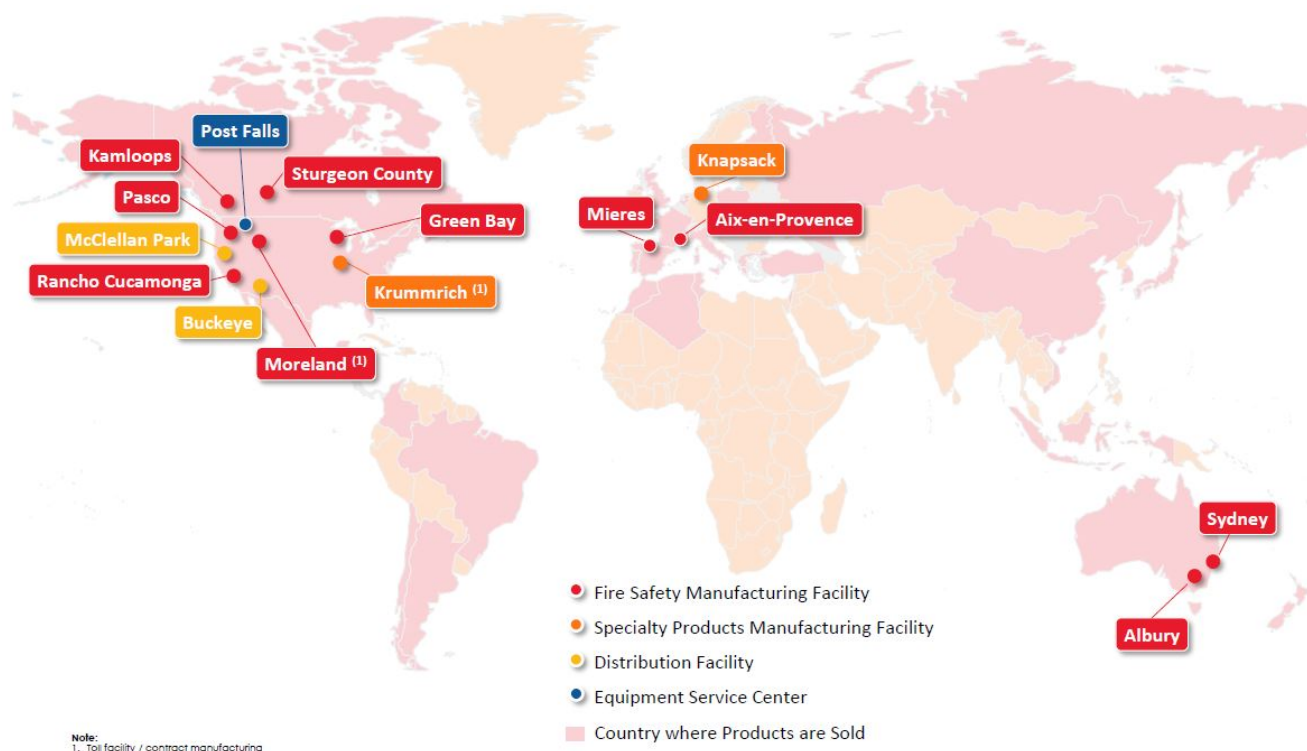 Post Falls
Kamloops
Sturgeon County
Knapsack
Pasco
Mieres
Aix-en-Provence
Green Bay
McClellan Park
Rancho Cucamonga
Krummrich (1)
Buckeye
Moreland (1)
Sydney
Albury
Fire Safety Manufacturing Facility
Specialty Products Manufacturing Facility
Distribution Facility
Equipment Service Center
Country where Products are Sold
Note:
1. Toll facility / contract manufacturing